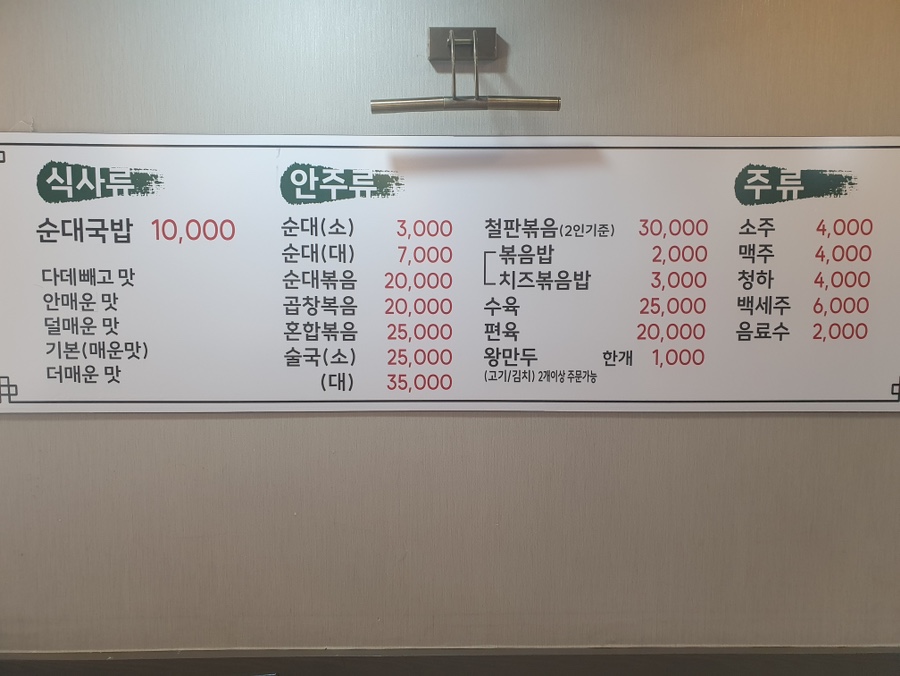 식사류
순대국밥 10,000
다데빼고 맛
안매운 맛
덜매운 맛
기본(매운맛)
더매운 맛
안주류
순대(소) 3,000
순대(대) 7,000
순대볶음 20,000
곱창볶음 20,000
혼합볶음 25,000
술국(소) 25,000
(대) 35,000
철판볶음(2인기준) 30,000
볶음밥 2,000
치즈볶음밥 3,000
수육 25,000
편육 20,000
왕만두 한개 1,000
(고기/김치) 2개이상 주문가능
주류
소주 4,000
맥주 4,000
청하 4,000
백세주 6,000
음료수 2,000